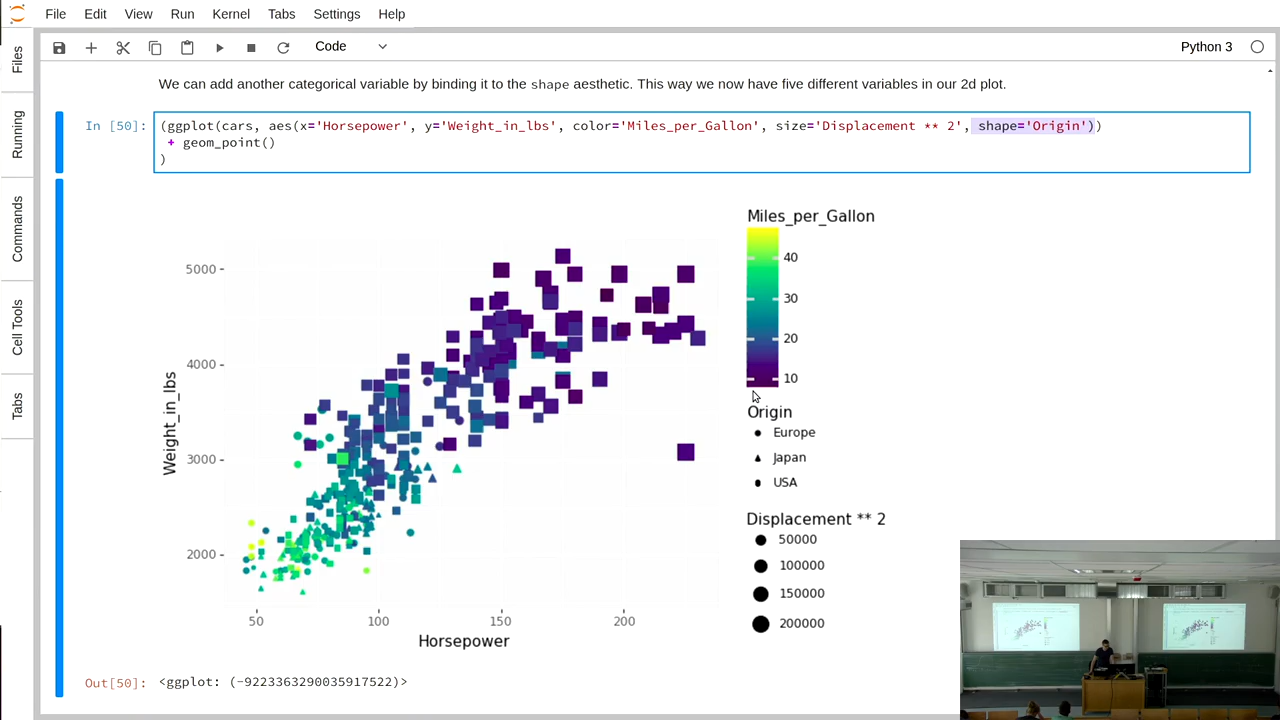 File Edit View Run Kernel Tabs Settings Help
Files
Running
Commands
Cell Tools
Tabs
Code
Python 3
We can add another categorical variable by binding it to the shape aesthetic. This way we now have five different variables in our 2d plot.
In [50]:
(ggplot(cars, aes(x='Horsepower', y='Weight_in_lbs', color='Miles_per_Gallon', size='Displacement ** 2', shape='Origin'))
+ geom_point()
)
Weight_in_lbs
5000
4000
3000
2000
50 100 150 200
Horsepower
Miles_per_Gallon
40
30
20
10
Origin
Europe
Japan
USA
Displacement ** 2
50000
100000
150000
200000
Out[50]: <ggplot: (-9223363290035917522)>